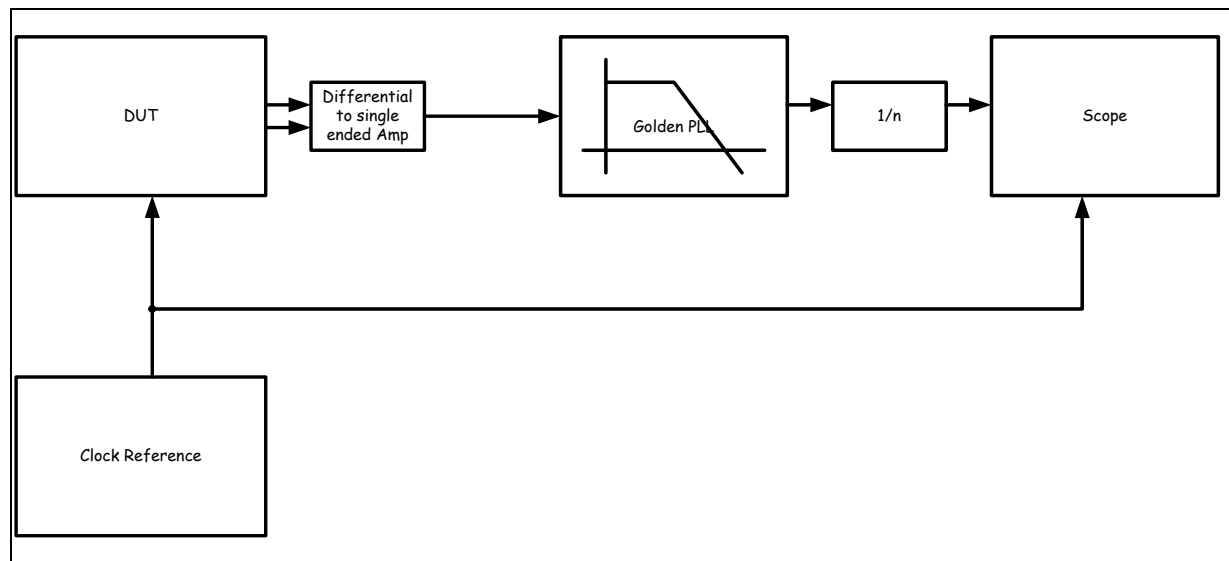 DUT
Differential
to single
ended Amp
Golden PLL
1/n
Scope
Clock Reference